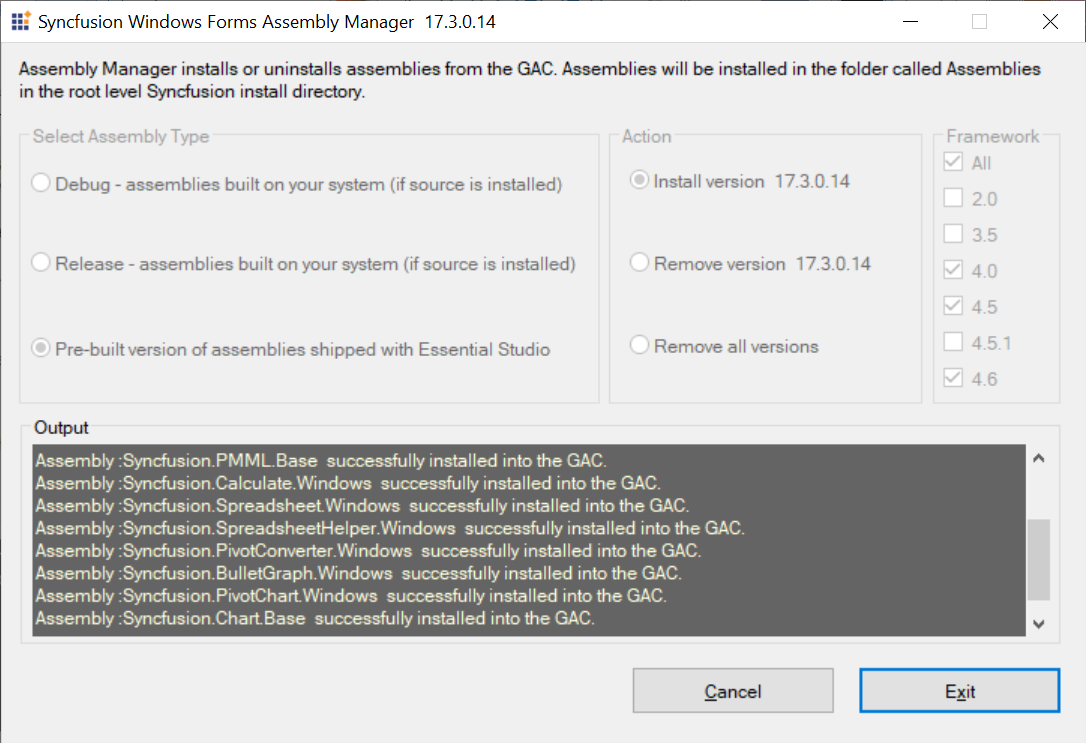 Syncfusion Windows Forms Assembly Manager 17.3.0.14
Assembly Manager installs or uninstalls assemblies from the GAC. Assemblies will be installed in the folder called Assemblies
in the root level Syncfusion install directory.
Select Assembly Type
Debug - assemblies built on your system (if source is installed)
Release - assemblies built on your system (if source is installed)
Pre-built version of assemblies shipped with Essential Studio
Action
Install version 17.3.0.14
Remove version 17.3.0.14
Remove all versions
Framework
All
2.0
3.5
4.0
4.5
4.5.1
4.6
Output
Assembly :Syncfusion.PMML.Base successfully installed into the GAC.
Assembly :Syncfusion.Calculate.Windows successfully installed into the GAC.
Assembly :Syncfusion.Spreadsheet.Windows successfully installed into the GAC.
Assembly :Syncfusion.SpreadsheetHelper.Windows successfully installed into the GAC.
Assembly :Syncfusion.PivotConverter.Windows successfully installed into the GAC.
Assembly :Syncfusion.BulletGraph.Windows successfully installed into the GAC.
Assembly :Syncfusion.PivotChart.Windows successfully installed into the GAC.
Assembly :Syncfusion.Chart.Base successfully installed into the GAC.
Cancel
Exit